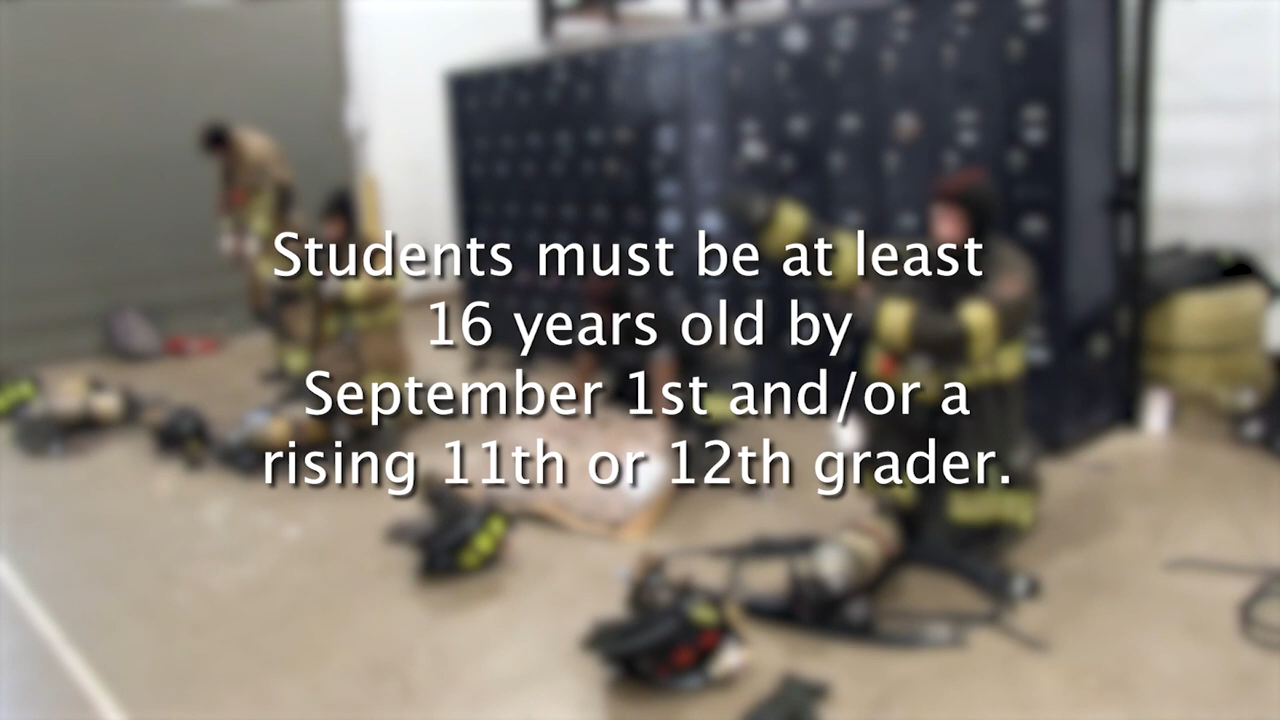 Students must be at least
16 years old by
September 1st and/or a
rising 11th or 12th grader.